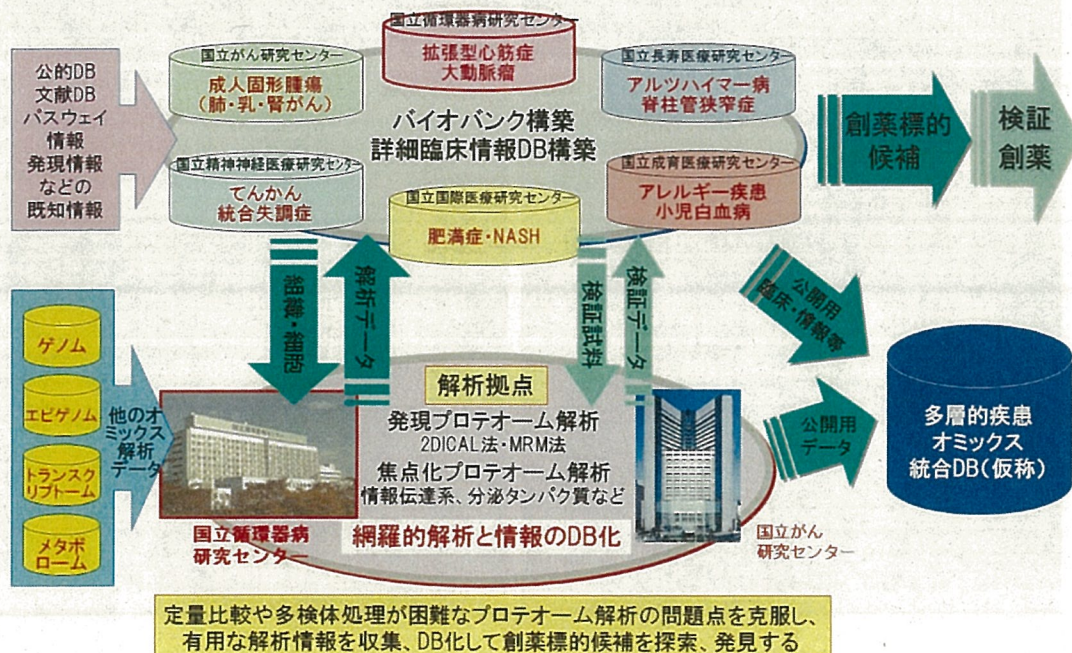 国立循環器病研究センター
拡張型心筋症
大動脈瘤
国立がん研究センター
成人固形腫瘍
(肺・乳・腎がん)
国立長寿医療研究センター
アルツハイマー病
脊柱管狭窄症
公的DB
文献DB
パスウェイ
情報
発現情報
などの
既知情報
バイオバンク構築
詳細臨床情報DB構築
国立精神神経医療研究センター
てんかん
統合失調症
国立国際医療研究センター
肥満症・NASH
国立成育医療研究センター
アレルギー疾患
小児白血病
創薬標的
候補
検証
創薬
組織・細胞
解析データ
検証試料
検証データ
公開用
臨床・情報等
ゲノム
エピゲノム
トランスク
リプトーム
メタボ
ローム
他のオ
ミックス
解析
データ
解析拠点
発現プロテオーム解析
2DICAL法・MRM法
焦点化プロテオーム解析
情報伝達系、分泌タンパク質など
網羅的解析と情報のDB化
国立循環器病
研究センター
国立がん
研究センター
公開用
データ
多層的疾患
オミックス
統合DB(仮称)
定量比較や多検体処理が困難なプロテオーム解析の問題点を克服し、
有用な解析情報を収集、DB化して創薬標的候補を探索、発見する